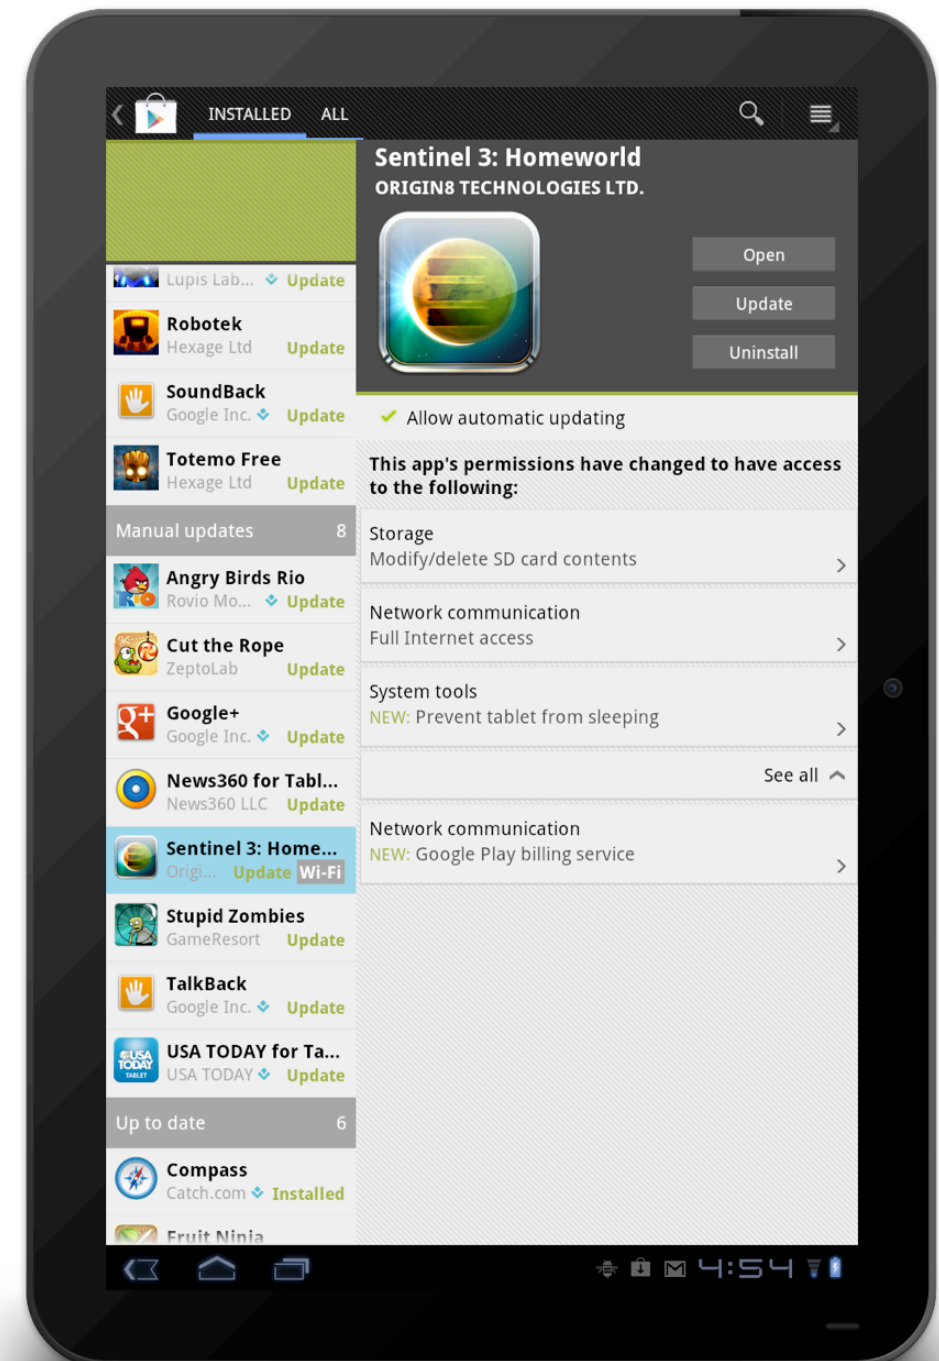 INSTALLED
ALL
Sentinel 3: Homeworld
ORIGIN8 TECHNOLOGIES LTD.
Open
Update
Uninstall
Lupis Lab... Update
Robotek
Hexage Ltd Update
SoundBack
Google Inc. Update
Totemo Free
Hexage Ltd Update
Manual updates 8
Angry Birds Rio
Rovio Mo... Update
RIO
Cut the Rope
ZeptoLab Update
Google+
Google Inc. Update
g+
News360 for Tabl...
News360 LLC Update
Sentinel 3: Home...
Origi... Update Wi-Fi
Stupid Zombies
GameResort Update
TalkBack
Google Inc. Update
USA TODAY for Ta...
USA TODAY Update
USA
TODAY
TABLET
Up to date 6
Compass
Catch.com Installed
Fruit Ninja
Allow automatic updating
This app's permissions have changed to have access
to the following:
Storage
Modify/delete SD card contents
Network communication
Full Internet access
System tools
NEW: Prevent tablet from sleeping
See all
Network communication
NEW: Google Play billing service
4:54